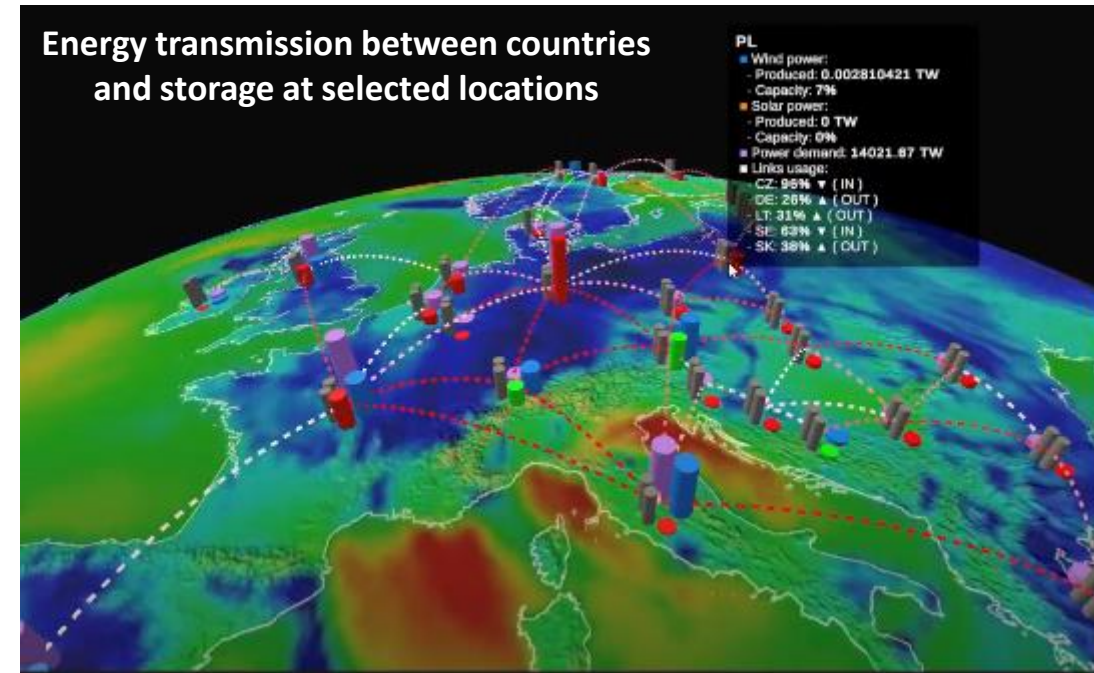 Energy transmission between countries
and storage at selected locations
PL
Wind power:
- Produced: 0.002810421 TW
- Capacity: 7%
Solar power:
- Produced: 0 TW
- Capacity: 0%
Power demand: 14021.67 TW
Links usage:
- CZ: 96% ▼ ( IN )
- DE: 26% ▲ ( OUT )
- LT: 31% ▲ ( OUT )
- SE: 63% ▼ ( IN )
- SK: 38% ▲ ( OUT )